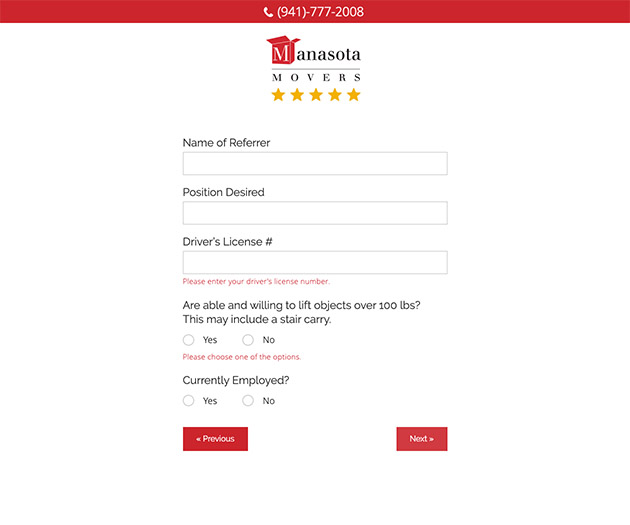 (941)-777-2008
Manasota
MOVERS
Name of Referrer
Position Desired
Driver's License #
Please enter your driver's license number.
Are able and willing to lift objects over 100 lbs?
This may include a stair carry.
Yes No
Please choose one of the options.
Currently Employed?
Yes No
« Previous Next »